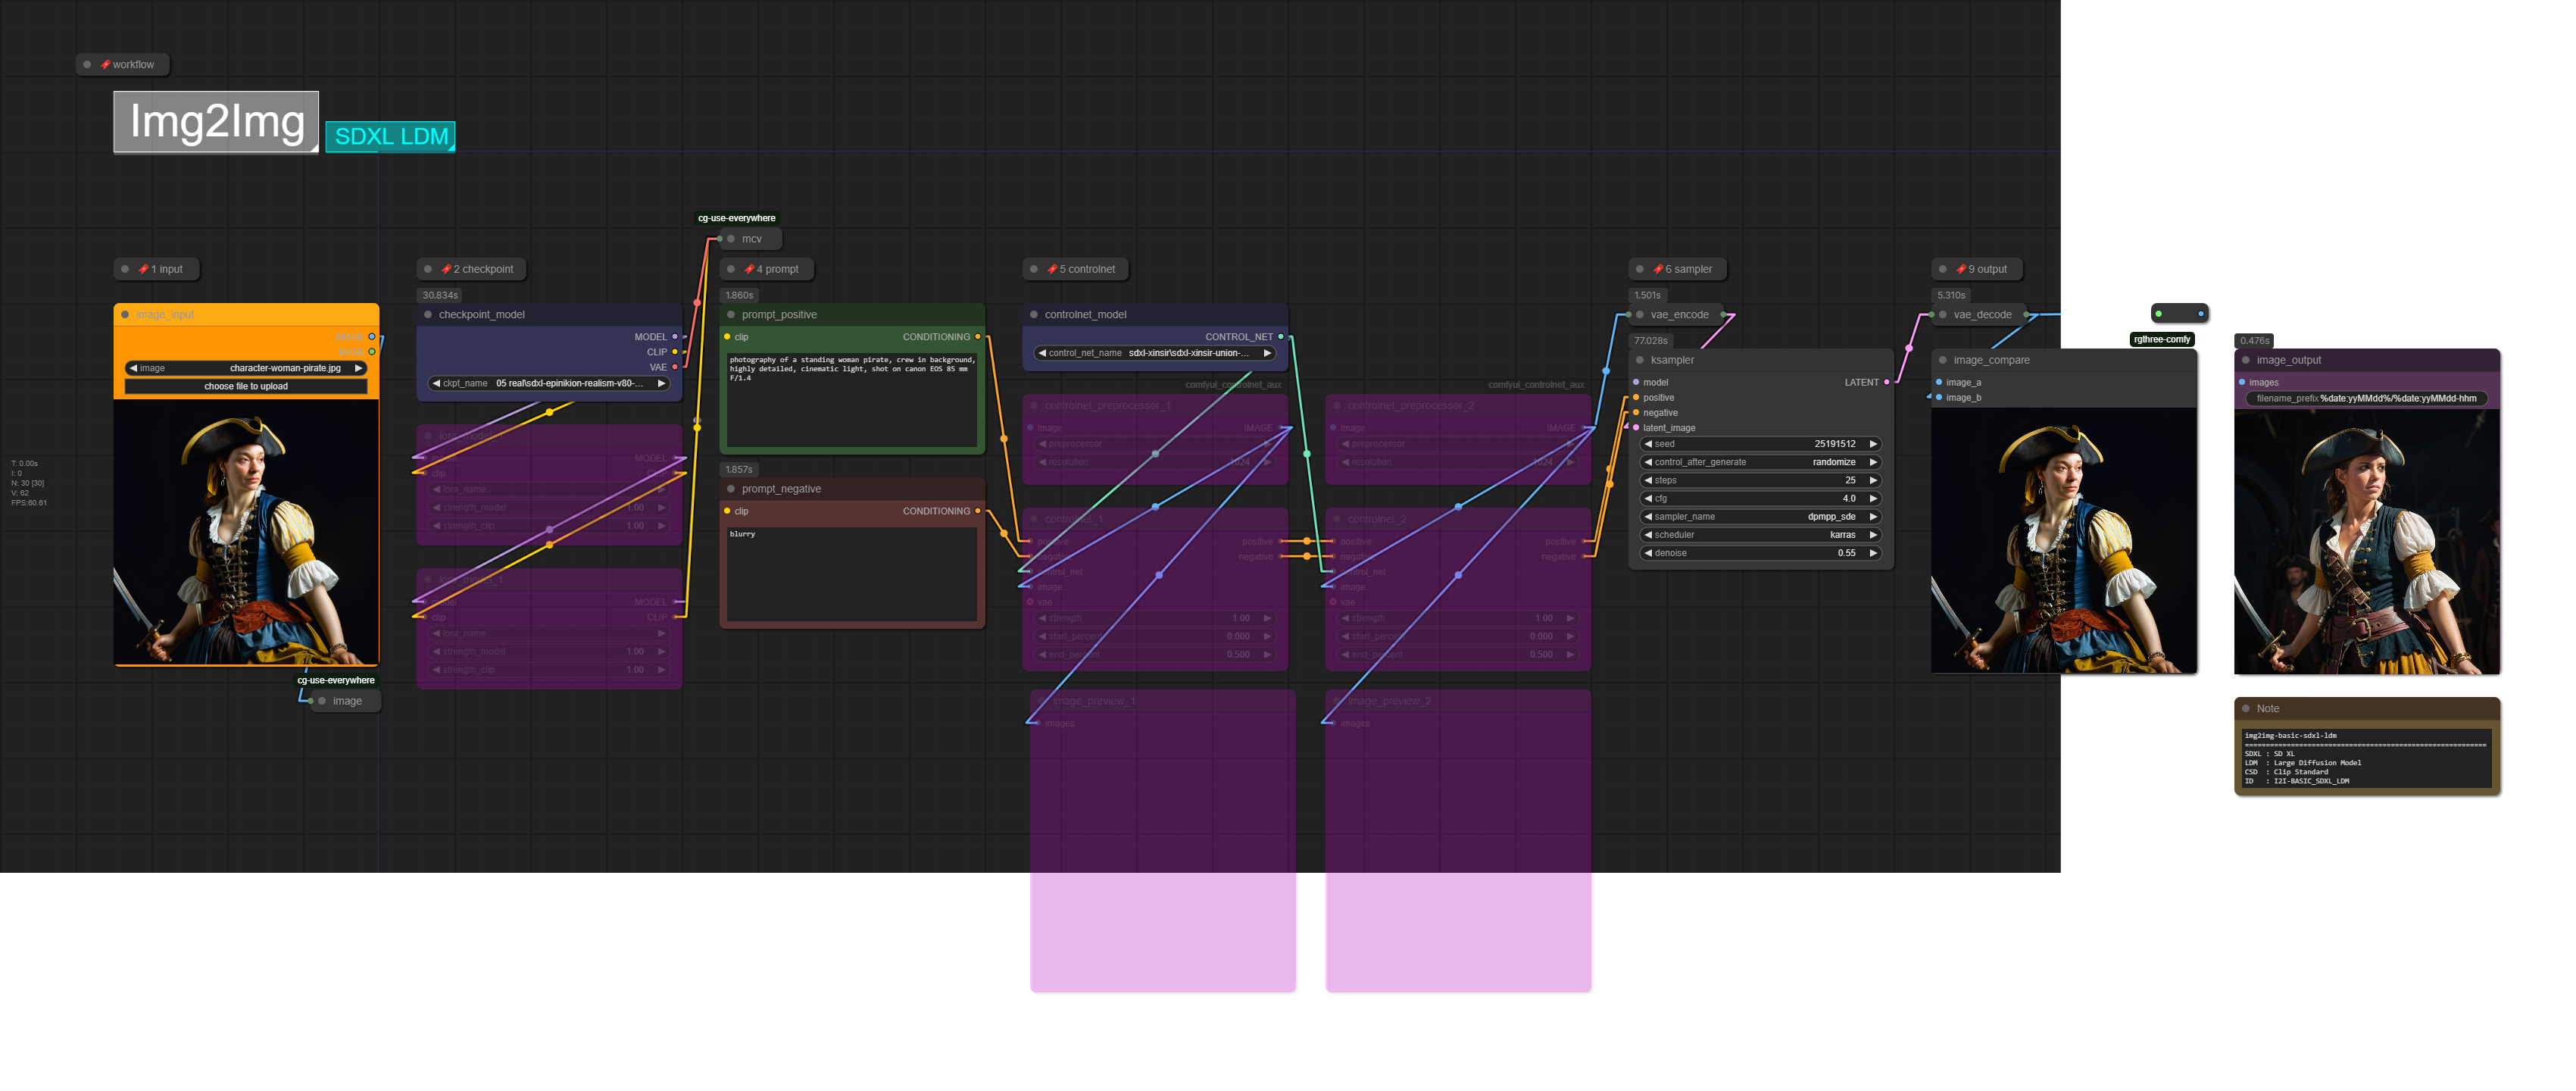 workflow
Img2Img
SDXL LDM
cg-use-everywhere
mcv
1 input
2 checkpoint
4 prompt
5 controlnet
6 sampler
9 output
image_input
image
character-woman-pirate.jpg
choose file to upload
cg-use-everywhere
image
T: 0.00s
I: 0
N: 30 [30]
V: 62
FPS:60.61
30.834s
checkpoint_model
MODEL
CLIP
VAE
ckpt_name
05 real\sdxl-epinikion-realism-v80-...
MODEL
clip
lora_name
strength_model
1.00
strength_clip
1.00
MODEL
clip
CLIP
lora_name
strength_model
1.00
strength_clip
1.00
1.860s
prompt_positive
clip
CONDITIONING
photography of a standing woman pirate, crew in background,
highly detailed, cinematic light, shot on canon EOS 85 mm
F/1.4
1.857s
prompt_negative
clip
CONDITIONING
blurry
controlnet_model
CONTROL_NET
control_net_name
sdxl-xinsir\sdxl-xinsir-union-...
comfyui_controlnet_aux
controlnet_preprocessor_1
image
IMAGE
preprocessor
resolution
1024
positive
positive
negative
control_net
image
vae
strength
1.00
start_percent
0.000
end_percent
0.500
image_preview_1
images
comfyui_controlnet_aux
controlnet_preprocessor_2
image
IMAGE
preprocessor
resolution
1024
controlnet_2
positive
positive
negative
control_net
image
vae
strength
1.00
start_percent
0.000
end_percent
0.500
image_preview_2
images
1.501s
vae_encode
77.028s
ksampler
model
LATENT
positive
negative
latent_image
seed
25191512
control_after_generate
randomize
steps
25
cfg
4.0
sampler_name
dpmpp_sde
scheduler
karras
denoise
0.55
5.310s
vae_decode
rgthree-comfy
image_compare
image_a
image_b
0.476s
image_output
images
filename_prefix
%date:yyMMdd%/%date:yyMMdd-hhm
Note
img2img-basic-sdxl-ldm
==========================================================
SDXL : SD XL
LDM : Large Diffusion Model
CSD : Clip Standard
ID : I2I-BASIC_SDXL_LDM